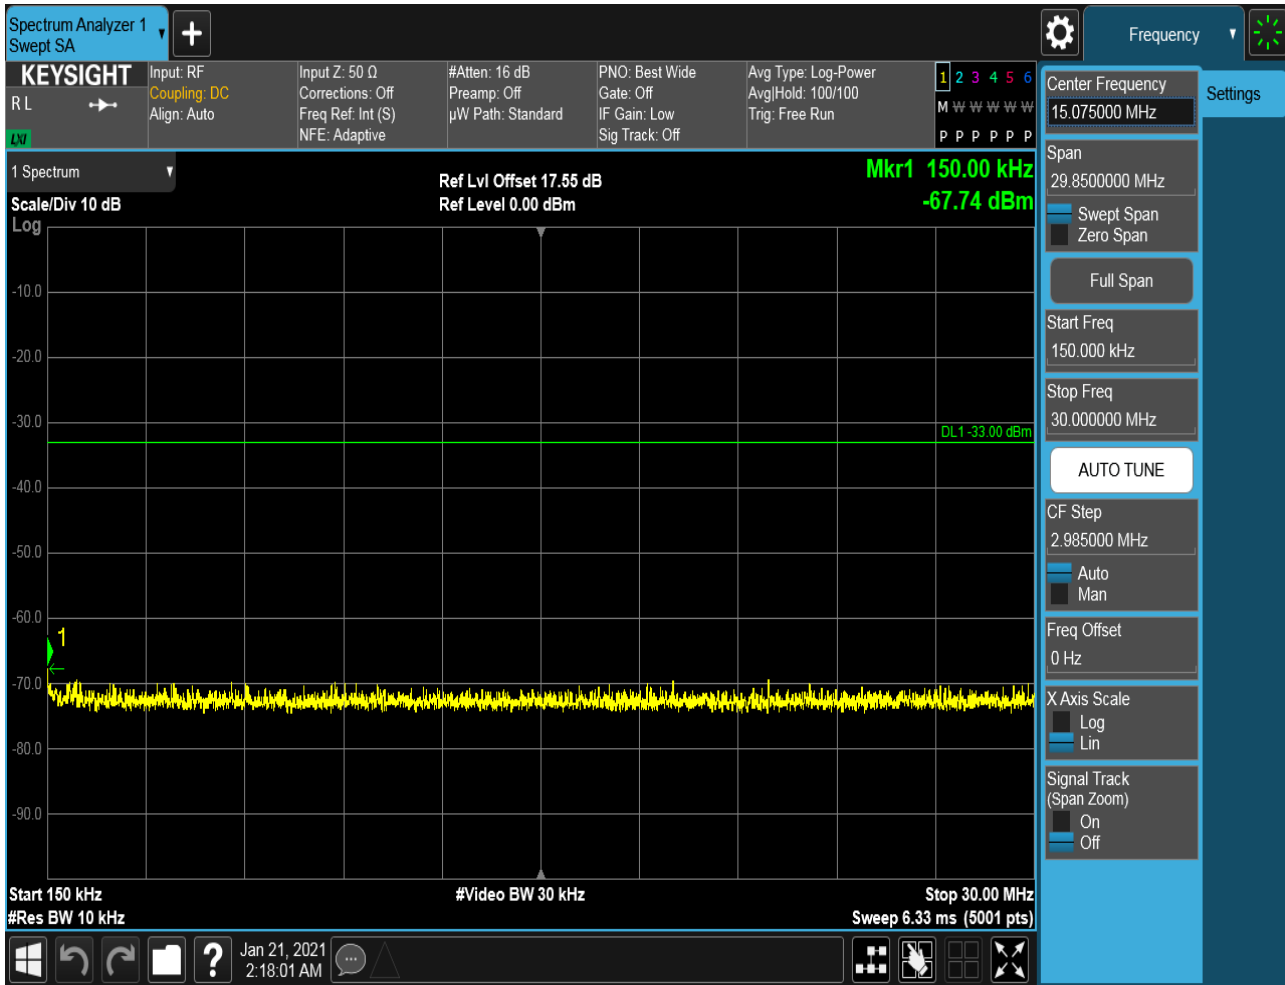 Spectrum Analyzer 1
Swept SA
+
Frequency
KEYSIGHT
R L
LXI
Input: RF
Coupling: DC
Align: Auto
Input Z: 50 Ω
Corrections: Off
Freq Ref: Int (S)
NFE: Adaptive
#Atten: 16 dB
Preamp: Off
µW Path: Standard
PNO: Best Wide
Gate: Off
IF Gain: Low
Sig Track: Off
Avg Type: Log-Power
Avg|Hold: 100/100
Trig: Free Run
1 2 3 4 5 6
M W W W W W
P P P P P P
1 Spectrum
Scale/Div 10 dB
Log
Ref Lvl Offset 17.55 dB
Ref Level 0.00 dBm
Mkr1 150.00 kHz
-67.74 dBm
-10.0
-20.0
-30.0
DL1 -33.00 dBm
-40.0
-50.0
-60.0
1
-70.0
-80.0
-90.0
Start 150 kHz
#Res BW 10 kHz
#Video BW 30 kHz
Stop 30.00 MHz
Sweep 6.33 ms (5001 pts)
?
Jan 21, 2021
2:18:01 AM
Center Frequency
15.075000 MHz
Settings
Span
29.8500000 MHz
Swept Span
Zero Span
Full Span
Start Freq
150.000 kHz
Stop Freq
30.000000 MHz
AUTO TUNE
CF Step
2.985000 MHz
Auto
Man
Freq Offset
0 Hz
X Axis Scale
Log
Lin
Signal Track
(Span Zoom)
On
Off